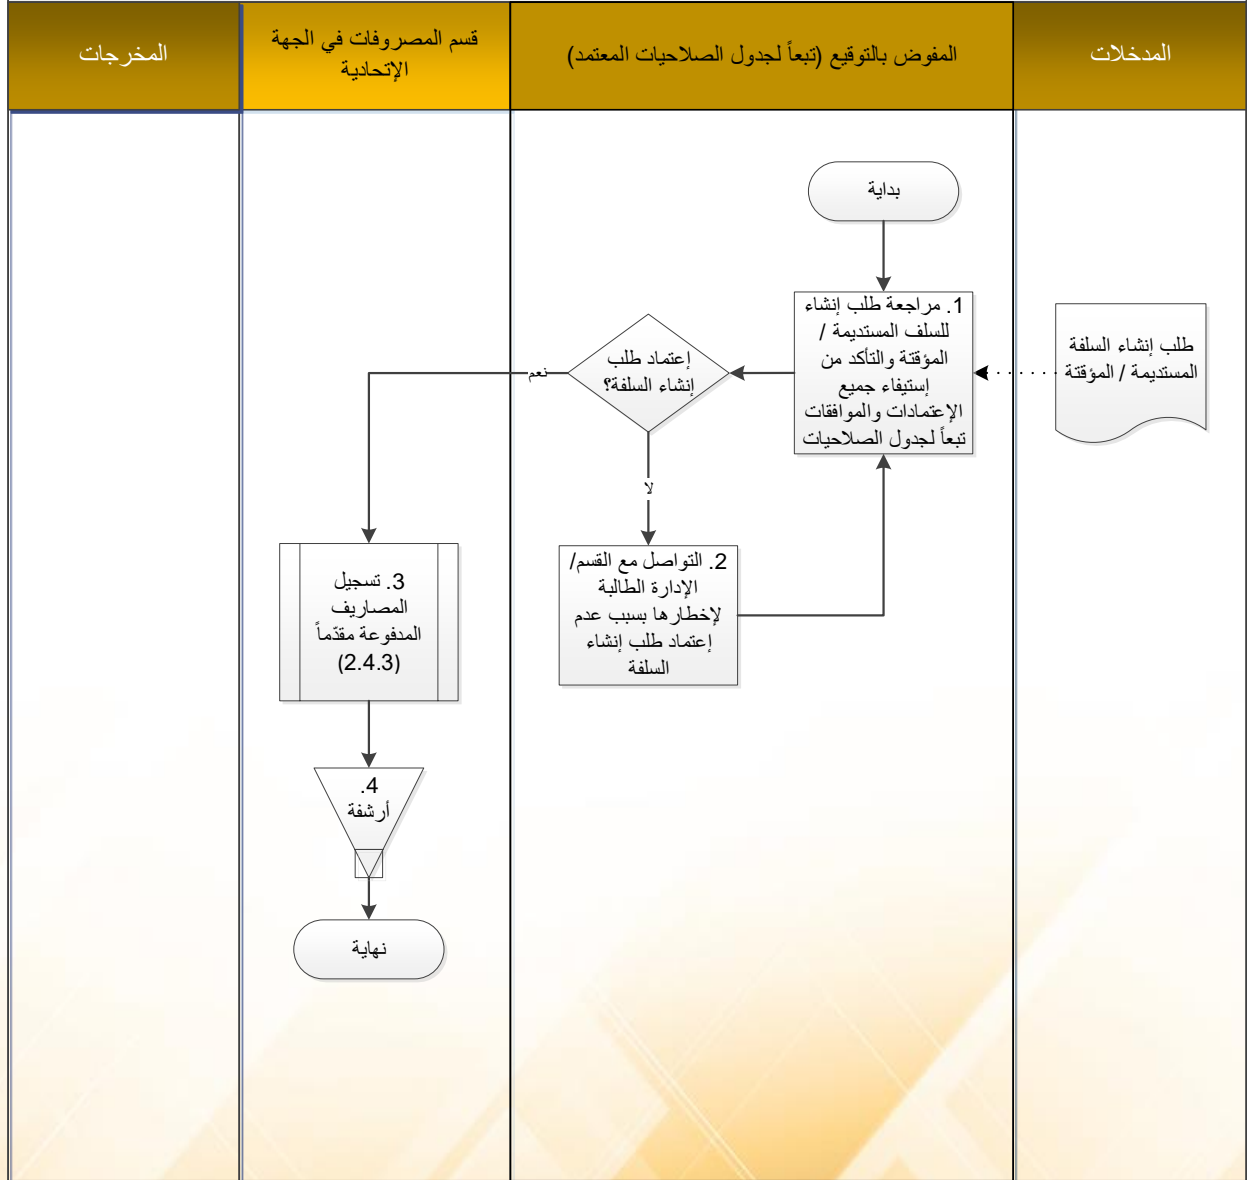 المدخلات
المفوض بالتوقيع (تبعاً لجدول الصلاحيات المعتمد)
قسم المصروفات في الجهة
الإتحادية
المخرجات
بداية
طلب إنشاء السلفة
المستديمة / المؤقتة
1. مراجعة طلب إنشاء
للسلف المستديمة /
المؤقتة والتأكد من
إستيفاء جميع
الإعتمادات والموافقات
تبعاً لجدول الصلاحيات
إعتماد طلب
إنشاء السلفة؟
نعم
لا
2. التواصل مع القسم/
الإدارة الطالبة
لإخطارها بسبب عدم
إعتماد طلب إنشاء
السلفة
3. تسجيل
المصاريف
المدفوعة مقدّماً
(2.4.3)
4.
أرشفة
نهاية